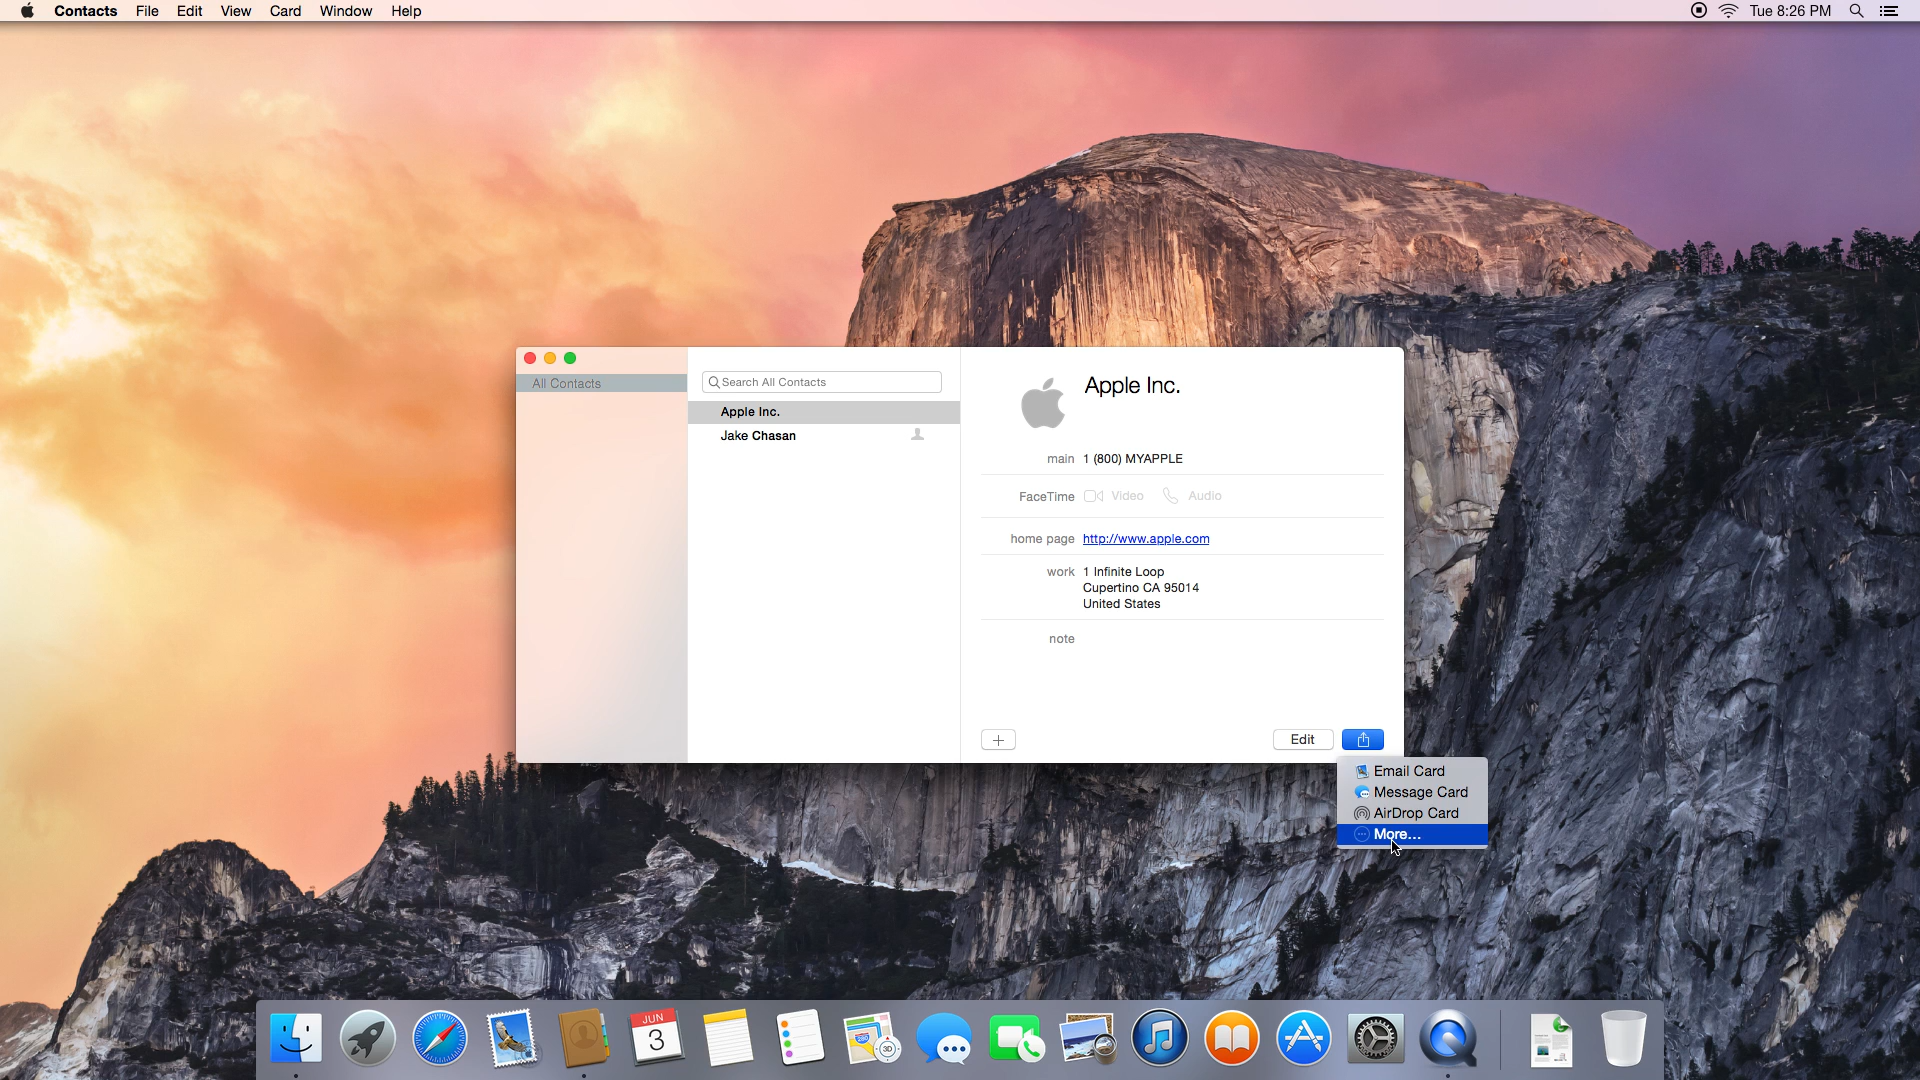 Contacts File Edit View Card Window Help
Tue 8:26 PM
All Contacts
Search All Contacts
Apple Inc.
Jake Chasan
Apple Inc.
main 1 (800) MYAPPLE
FaceTime Video Audio
home page http://www.apple.com
work 1 Infinite Loop
Cupertino CA 95014
United States
note
Edit
Email Card
Message Card
AirDrop Card
More...
JUN
3
280
3D